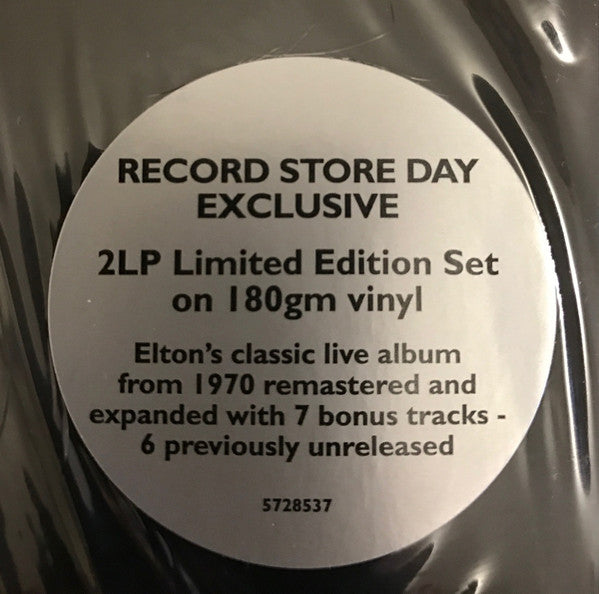 RECORD STORE DAY
EXCLUSIVE
2LP Limited Edition Set
on 180gm vinyl
Elton's classic live album
from 1970 remastered and
expanded with 7 bonus tracks -
6 previously unreleased
5728537